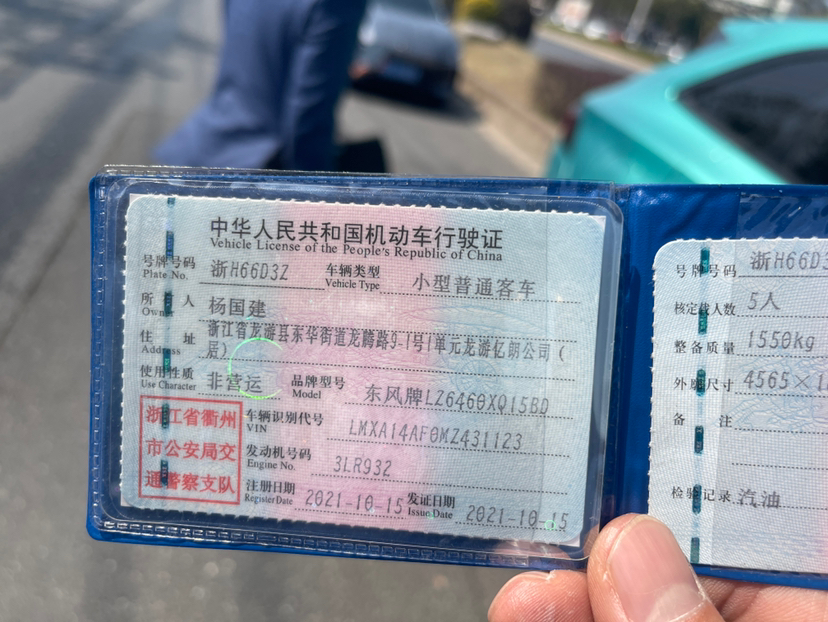 中华人民共和国机动车行驶证
Vehicle License of the People's Republic of China
号牌号码 浙H66D3Z 车辆类型 小型普通客车
Plate No. Vehicle Type
所 有 人 杨国建
Owner
住 址 浙江省龙游县东华街道龙腾路9-1号1单元龙游亿朗公司（
Address 层）
使用性质 非营运 品牌型号 东风牌LZ6460XQ15BD
Use Character Model
浙江省衢州
市公安局交
通警察支队
车辆识别代号 LMXA14AF0MZ431123
VIN
发动机号码 3LR932
Engine No.
注册日期 2021-10-15 发证日期 2021-10-15
Register Date Issue Date
号牌号码 浙H66D3
核定载人数 5人
整备质量 1550kg
外廓尺寸 4565×18
备 注
检验记录 汽油